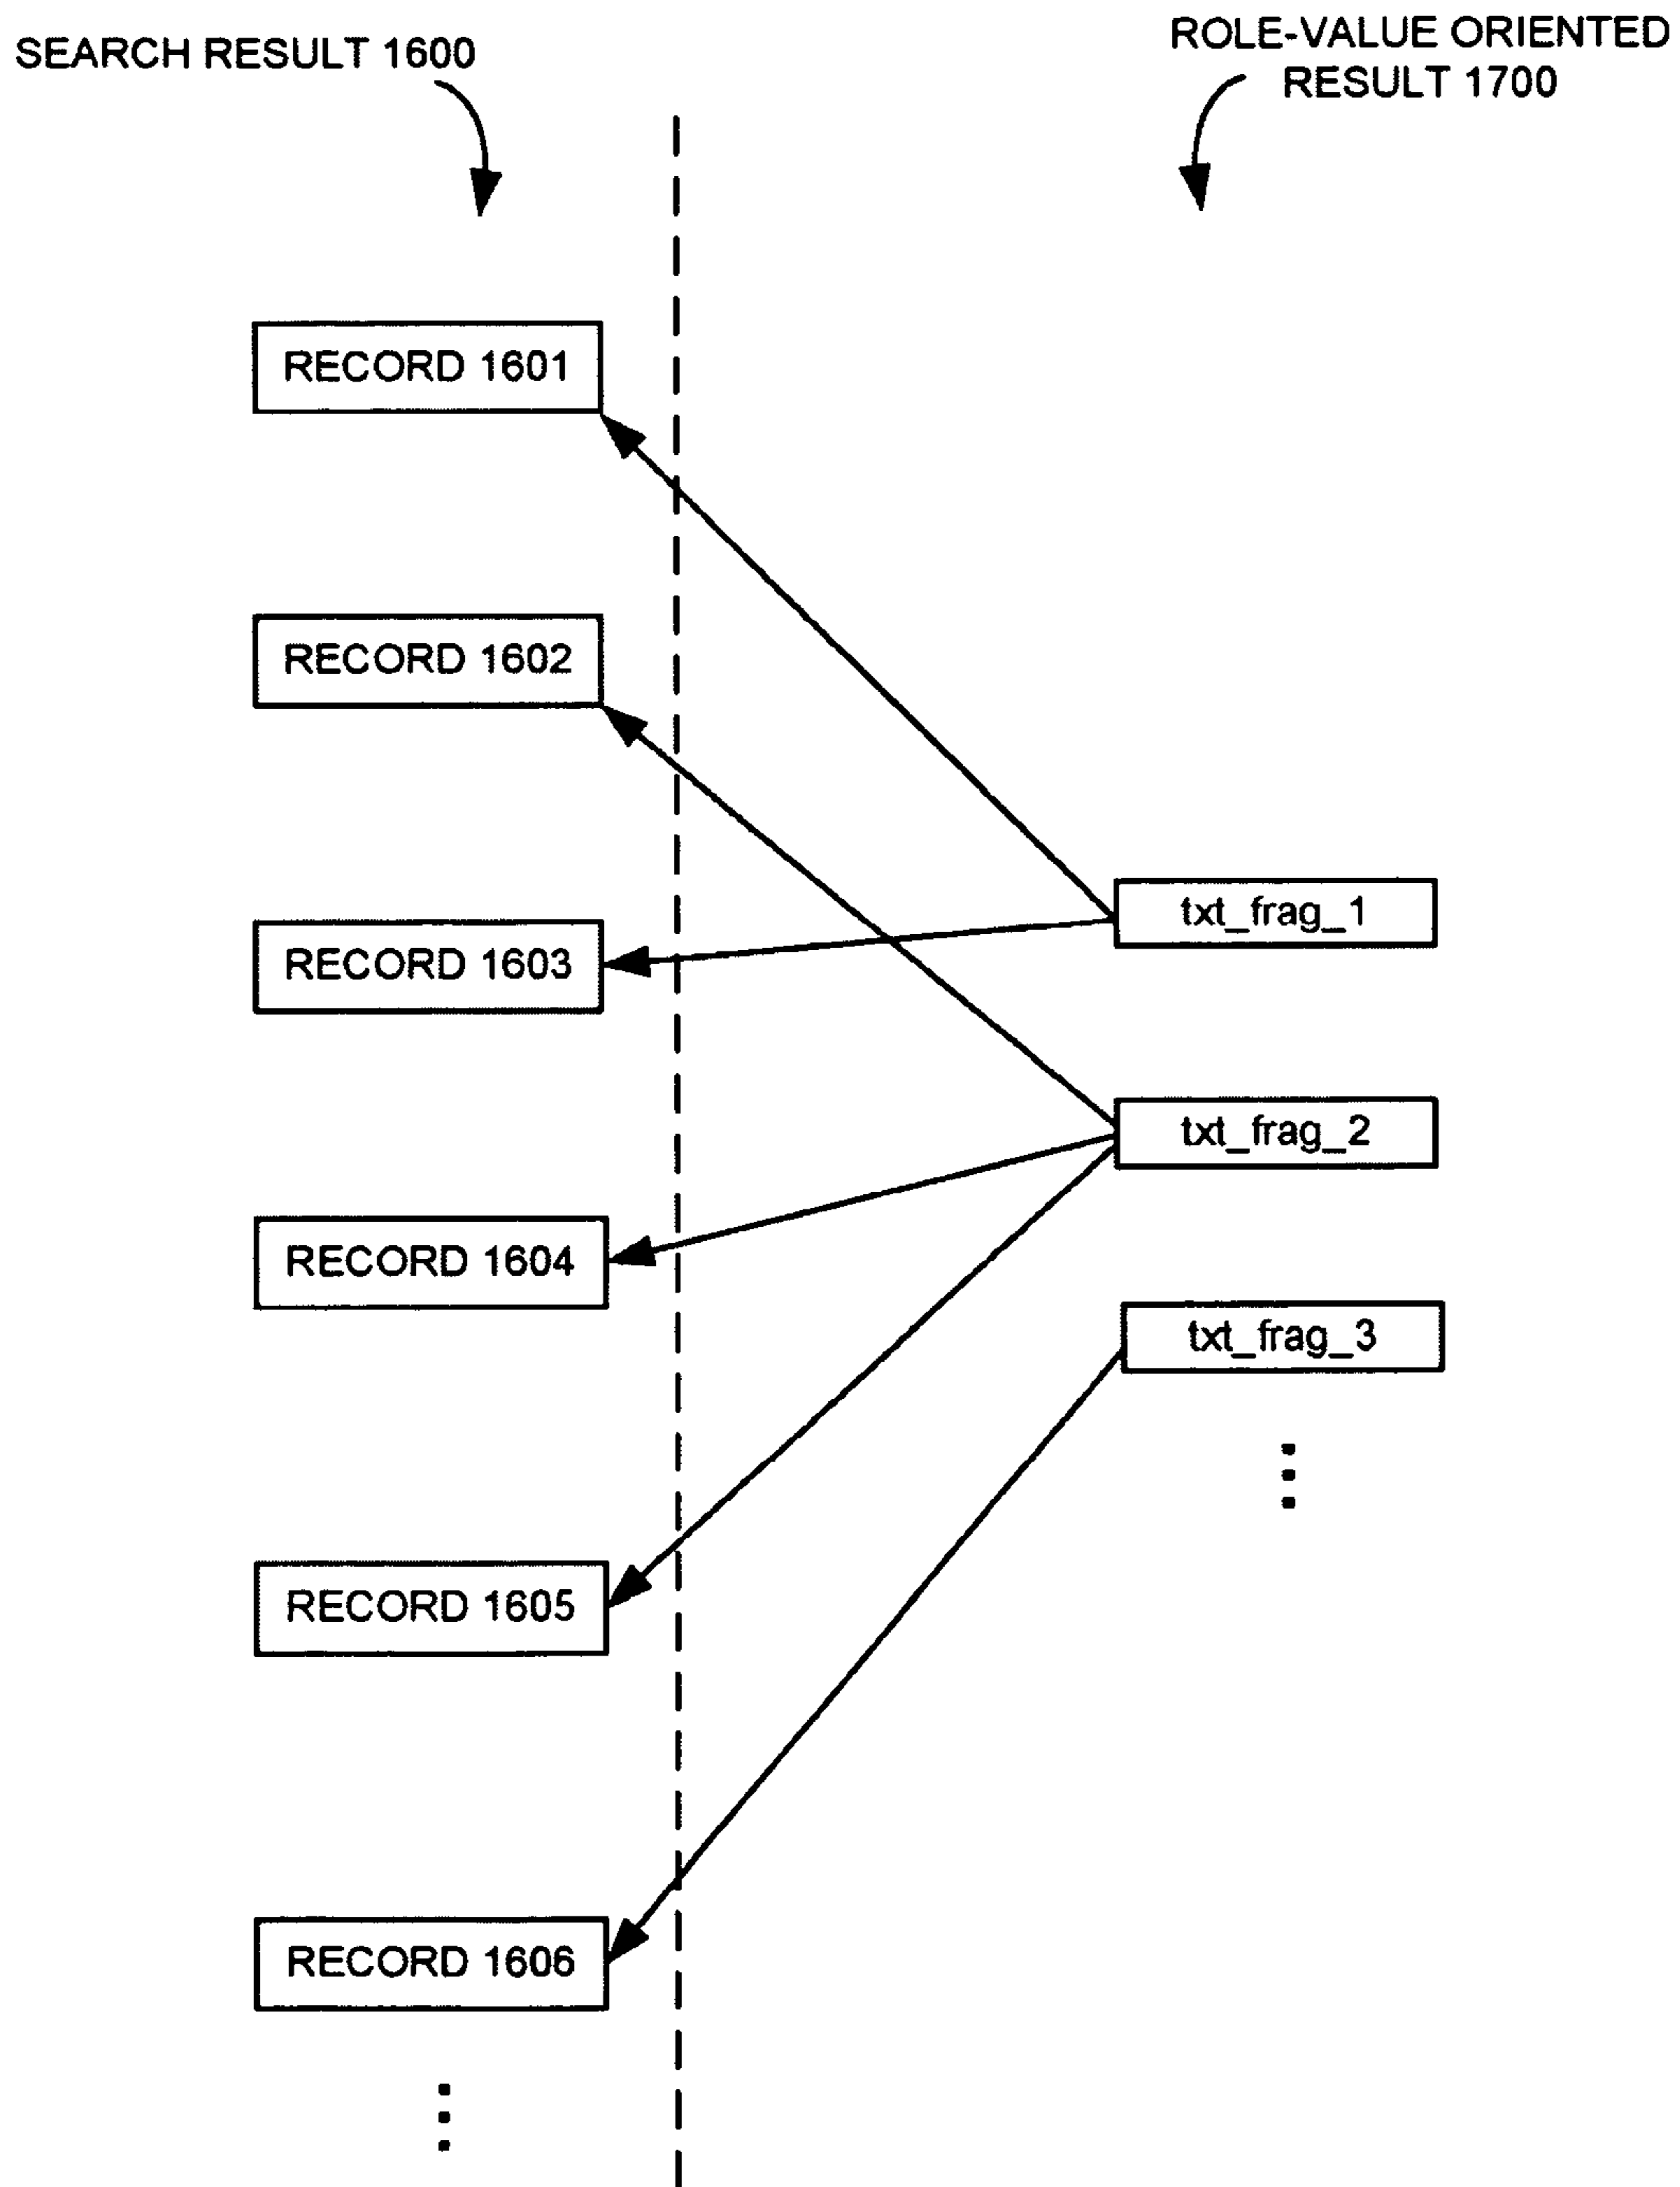 SEARCH RESULT 1600
ROLE-VALUE ORIENTED
RESULT 1700
RECORD 1601
RECORD 1602
RECORD 1603
RECORD 1604
RECORD 1605
RECORD 1606
txt_frag_1
txt_frag_2
txt_frag_3